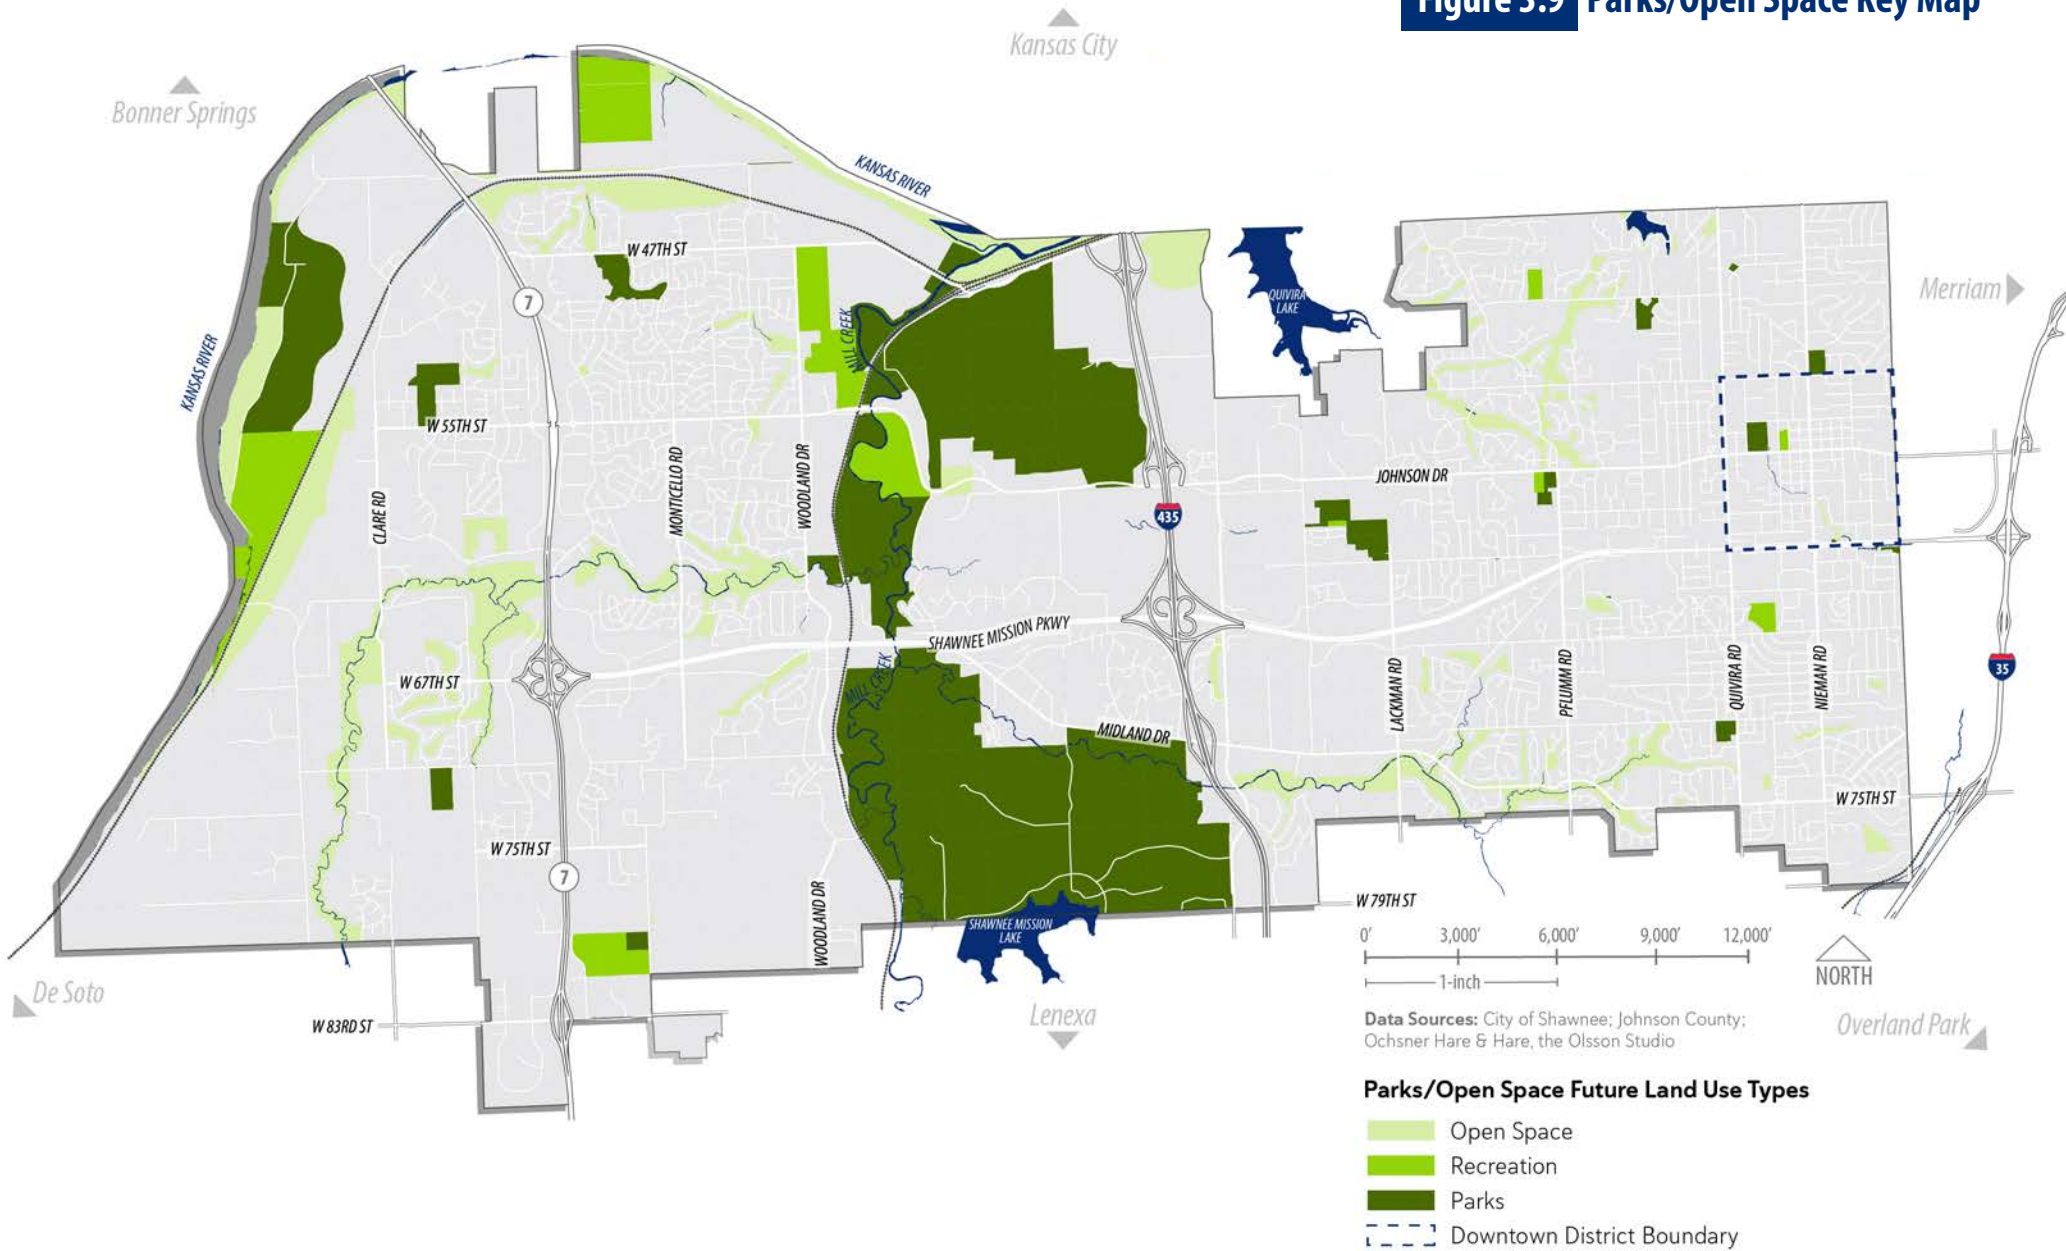 Figure 3.9 Parks/Open Space Key Map
Kansas City
Bonner Springs
KANSAS RIVER
W 47TH ST
7
QUIVIRA
LAKE
Merriam
MILL CREEK
KANSAS RIVER
W 55TH ST
CLARE RD
MONTICELLO RD
WOODLAND DR
JOHNSON DR
435
SHAWNEE MISSION PKWY
35
W 67TH ST
MILL CREEK
LACKMAN RD
PFLUMM RD
QUIVIRA RD
NIEMAN RD
MIDLAND DR
W 75TH ST
W 75TH ST
7
WOODLAND DR
W 79TH ST
SHAWNEE MISSION
LAKE
0' 3,000' 6,000' 9,000' 12,000'
1-inch
NORTH
De Soto
W 83RD ST
Lenexa
Overland Park
Data Sources: City of Shawnee; Johnson County;
Ochsner Hare & Hare, the Olsson Studio
Parks/Open Space Future Land Use Types
Open Space
Recreation
Parks
Downtown District Boundary